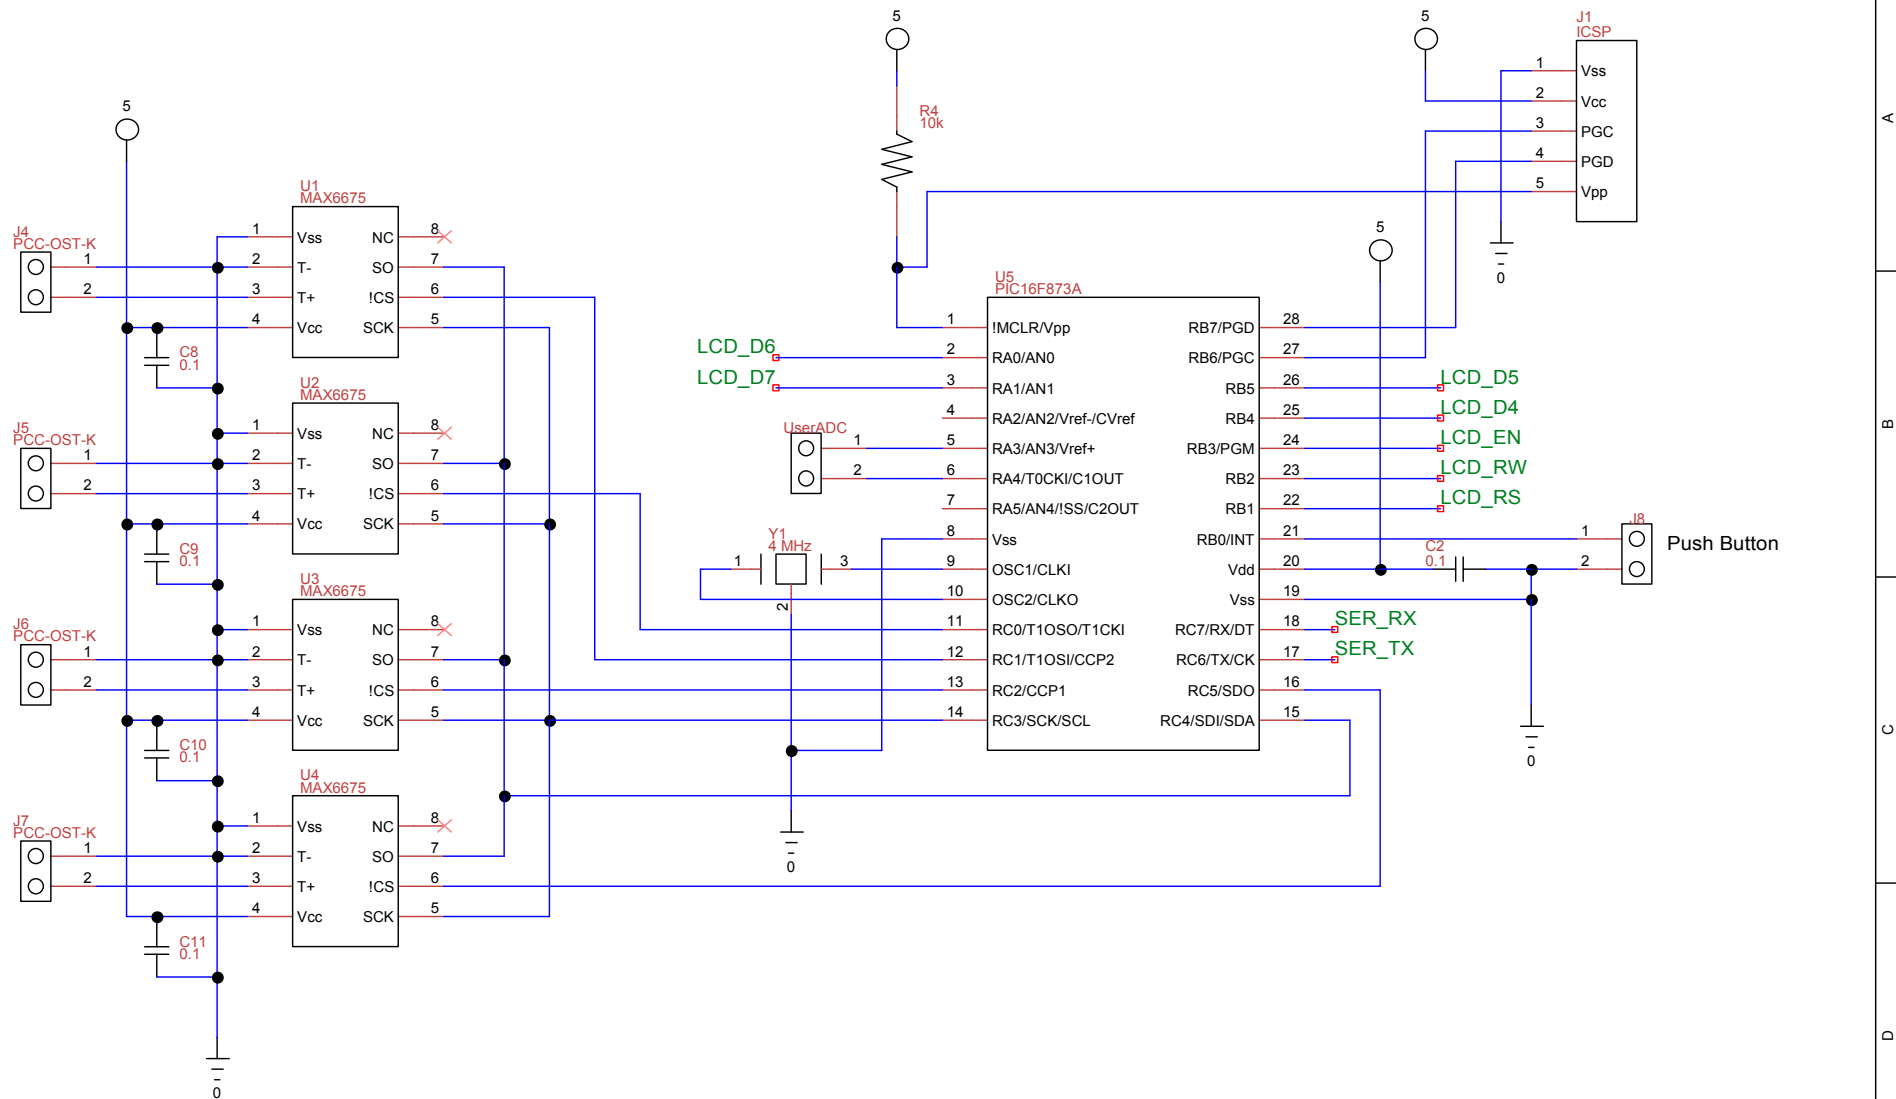 5
J4
PCC-OST-K
1
2
J5
PCC-OST-K
1
2
J6
PCC-OST-K
1
2
J7
PCC-OST-K
1
2
C8
0.1
C9
0.1
C10
0.1
C11
0.1
0
U1
MAX6675
1 Vss NC 8
2 T- SO 7
3 T+ !CS 6
4 Vcc SCK 5
U2
MAX6675
1 Vss NC 8
2 T- SO 7
3 T+ !CS 6
4 Vcc SCK 5
U3
MAX6675
1 Vss NC 8
2 T- SO 7
3 T+ !CS 6
4 Vcc SCK 5
U4
MAX6675
1 Vss NC 8
2 T- SO 7
3 T+ !CS 6
4 Vcc SCK 5
5
R4
10k
LCD_D6
LCD_D7
UserADC
1
2
Y1
4 MHz
1
3
2
0
U5
PIC16F873A
1 !MCLR/Vpp RB7/PGD 28
2 RA0/AN0 RB6/PGC 27
3 RA1/AN1 RB5 26
4 RA2/AN2/Vref-/CVref RB4 25
5 RA3/AN3/Vref+ RB3/PGM 24
6 RA4/T0CKI/C1OUT RB2 23
7 RA5/AN4/!SS/C2OUT RB1 22
8 Vss RB0/INT 21
9 OSC1/CLKI Vdd 20
10 OSC2/CLKO Vss 19
11 RC0/T1OSO/T1CKI RC7/RX/DT 18
12 RC1/T1OSI/CCP2 RC6/TX/CK 17
13 RC2/CCP1 RC5/SDO 16
14 RC3/SCK/SCL RC4/SDI/SDA 15
5
5
J1
ICSP
1 Vss
2 Vcc
3 PGC
4 PGD
5 Vpp
0
LCD_D5
LCD_D4
LCD_EN
LCD_RW
LCD_RS
C2
0.1
J8
1
2
Push Button
SER_RX
SER_TX
0
A
B
C
D